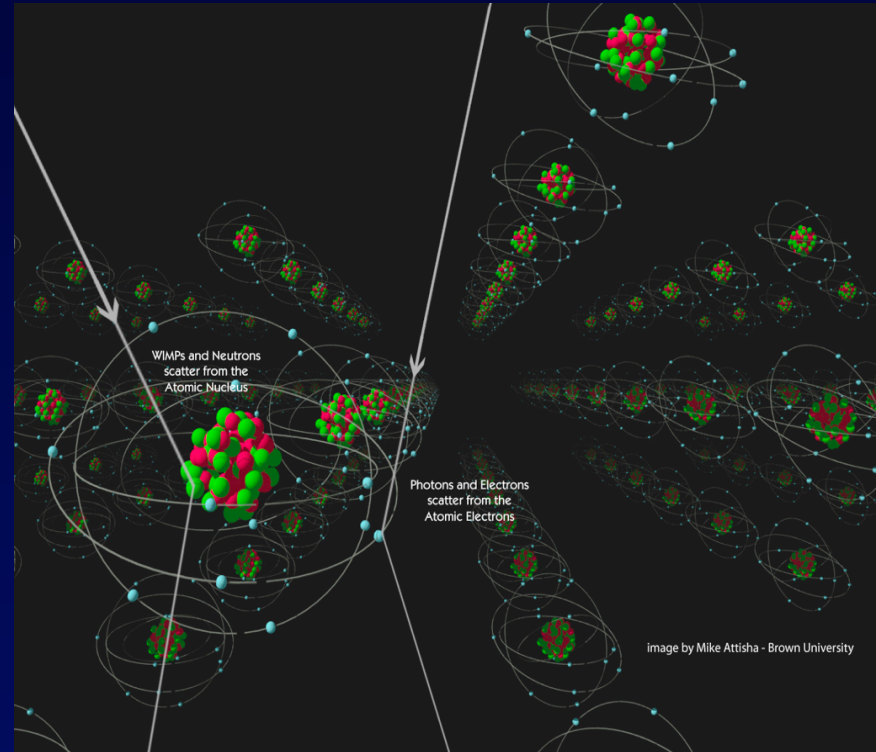 WIMPs and Neutrons
scatter from the
Atomic Nucleus
Photons and Electrons
scatter from the
Atomic Electrons
image by Mike Attisha - Brown University